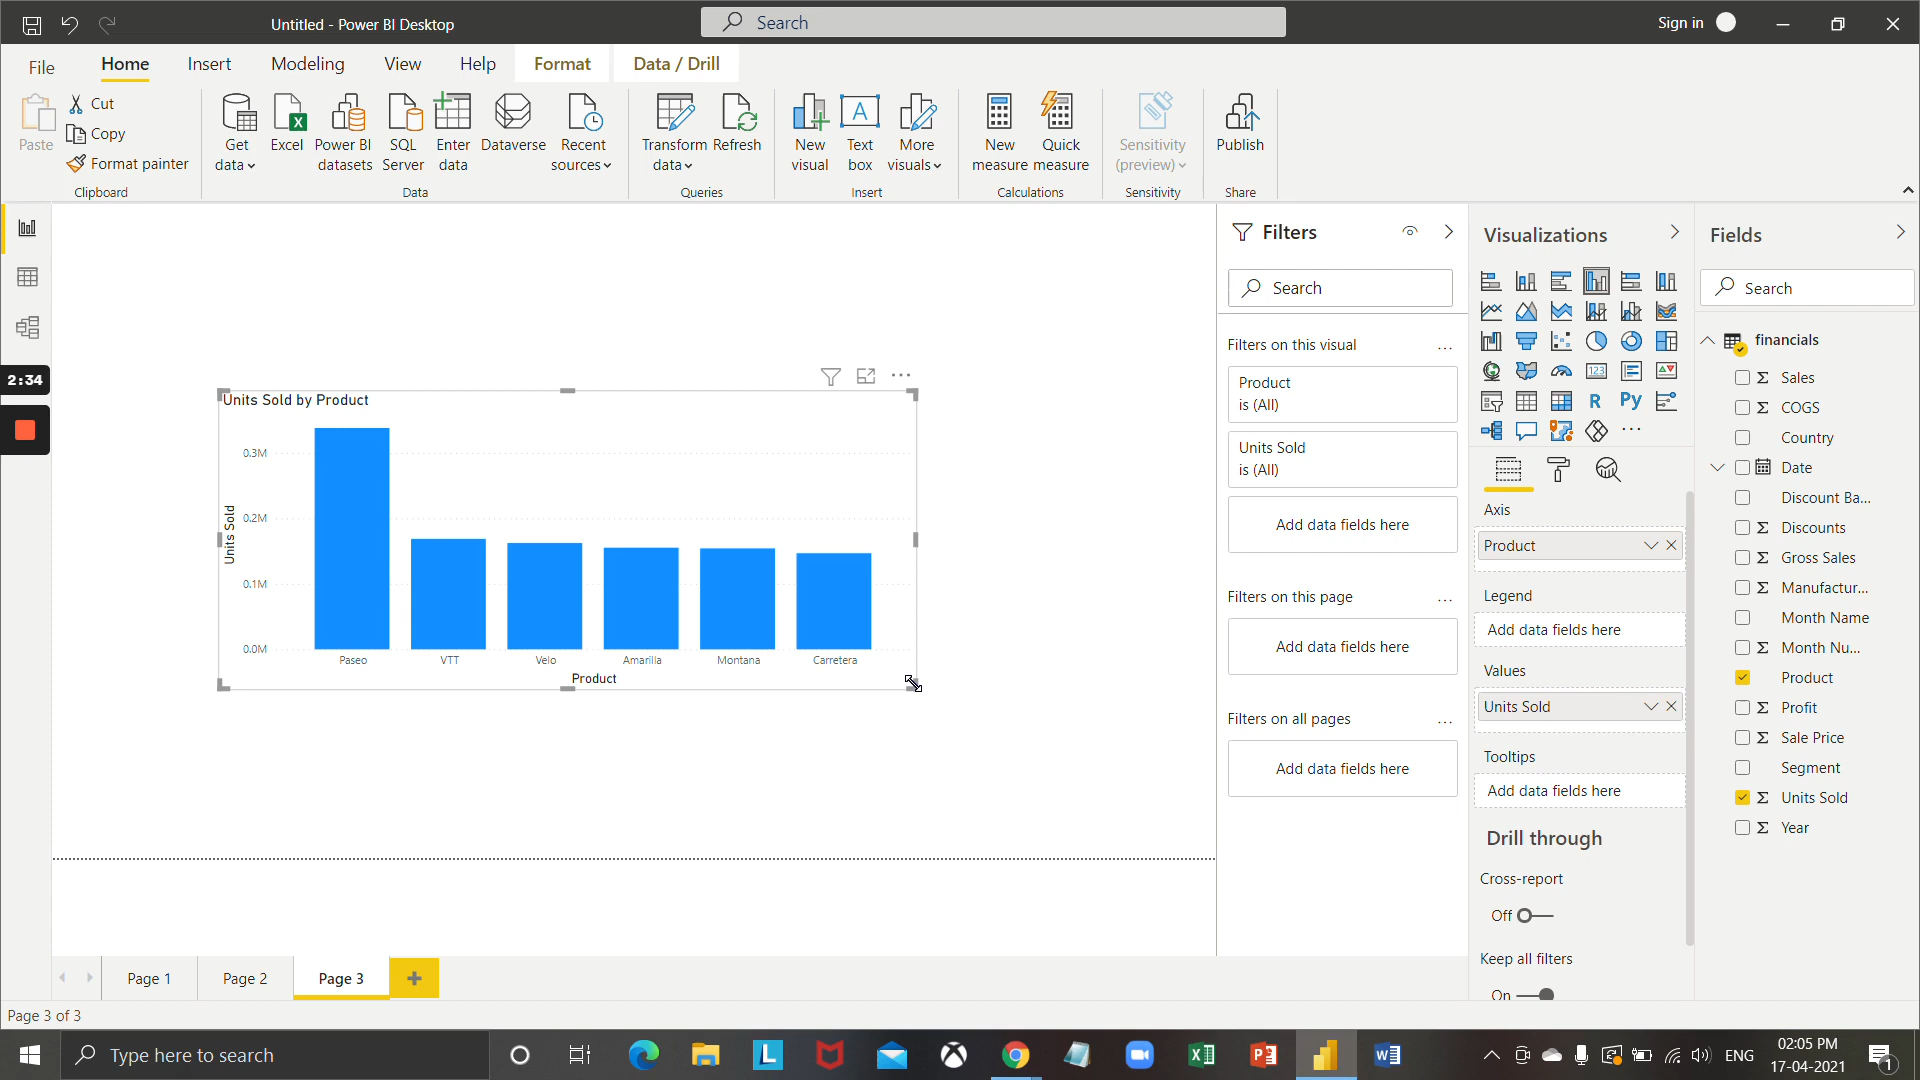 Untitled - Power BI Desktop
Search
Sign in
File
Home
Insert
Modeling
View
Help
Format
Data / Drill
Paste
Cut
Copy
Format painter
Clipboard
Get data
Excel
Power BI datasets
SQL Server
Enter data
Dataverse
Recent sources
Data
Transform data
Refresh
Queries
New visual
Text box
More visuals
Insert
New measure
Quick measure
Calculations
Sensitivity (preview)
Sensitivity
Publish
Share
2:34
Units Sold by Product
0.3M
0.2M
0.1M
0.0M
Units Sold
Paseo
VTT
Velo
Amarilla
Montana
Carretera
Product
Filters
Search
Filters on this visual
...
Product
is (All)
Units Sold
is (All)
Add data fields here
Filters on this page
...
Add data fields here
Filters on all pages
...
Add data fields here
Visualizations
123
R
Py
...
Axis
Product
Legend
Add data fields here
Values
Units Sold
Tooltips
Add data fields here
Drill through
Cross-report
Off
Keep all filters
On
Fields
Search
financials
Σ Sales
Σ COGS
Country
Date
Discount Ba...
Σ Discounts
Σ Gross Sales
Σ Manufactur...
Month Name
Σ Month Nu...
Product
Σ Profit
Σ Sale Price
Segment
Σ Units Sold
Σ Year
Page 1
Page 2
Page 3
+
Page 3 of 3
Type here to search
L
ENG
02:05 PM
17-04-2021
1